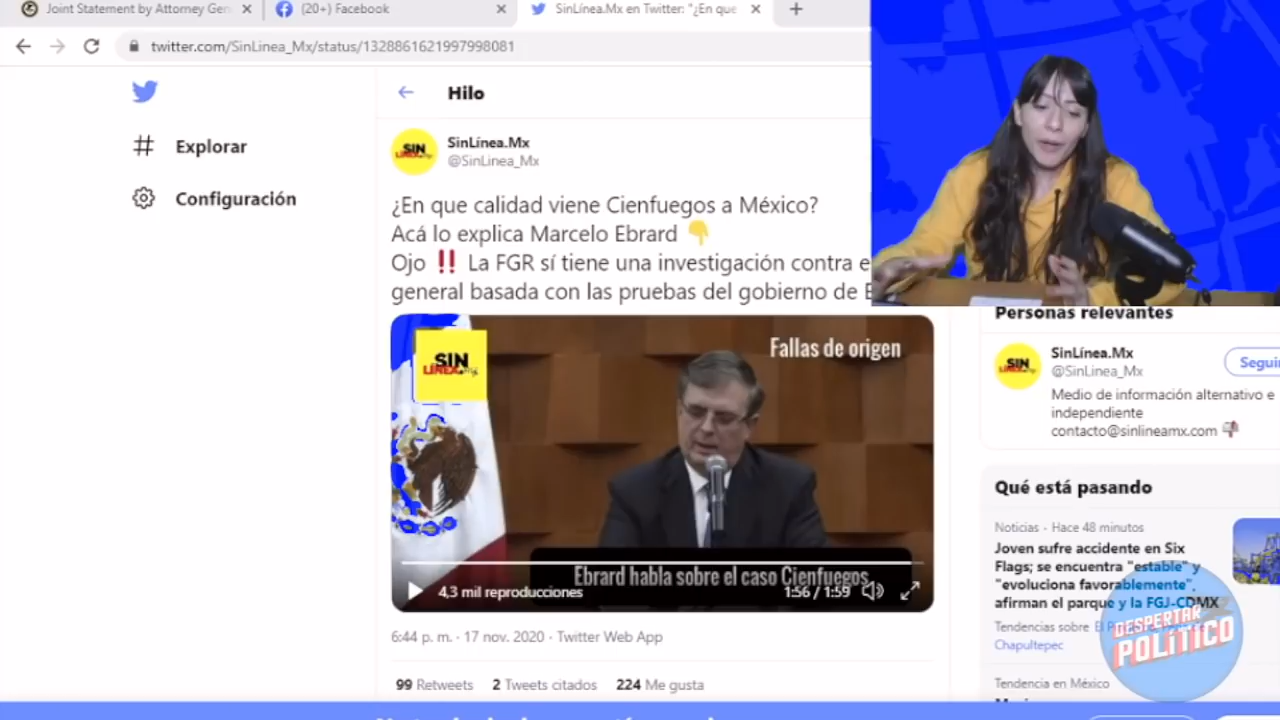 Joint Statement by Attorney Gen
(20+) Facebook
SinLínea.Mx en Twitter: "¿En que
twitter.com/SinLinea_Mx/status/1328861621997998081
Hilo
Explorar
Configuración
SinLínea.Mx
@SinLinea_Mx
¿En que calidad viene Cienfuegos a México?
Acá lo explica Marcelo Ebrard 👇
Ojo ‼️ La FGR sí tiene una investigación contra e
general basada con las pruebas del gobierno de E
SIN
LÍNEA.MX
Fallas de origen
Ebrard habla sobre el caso Cienfuegos
4,3 mil reproducciones
1:56 / 1:59
6:44 p. m. · 17 nov. 2020 · Twitter Web App
99 Retweets 2 Tweets citados 224 Me gusta
Personas relevantes
SinLínea.Mx
@SinLinea_Mx
Seguir
Medio de información alternativo e
independiente
contacto@sinlineamx.com
Qué está pasando
Noticias · Hace 48 minutos
Joven sufre accidente en Six
Flags; se encuentra "estable" y
"evoluciona favorablemente",
afirman el parque y la FGJ-CDMX
Tendencias sobre El
Chapultepec
Tendencia en México
DESPERTAR
POLÍTICO